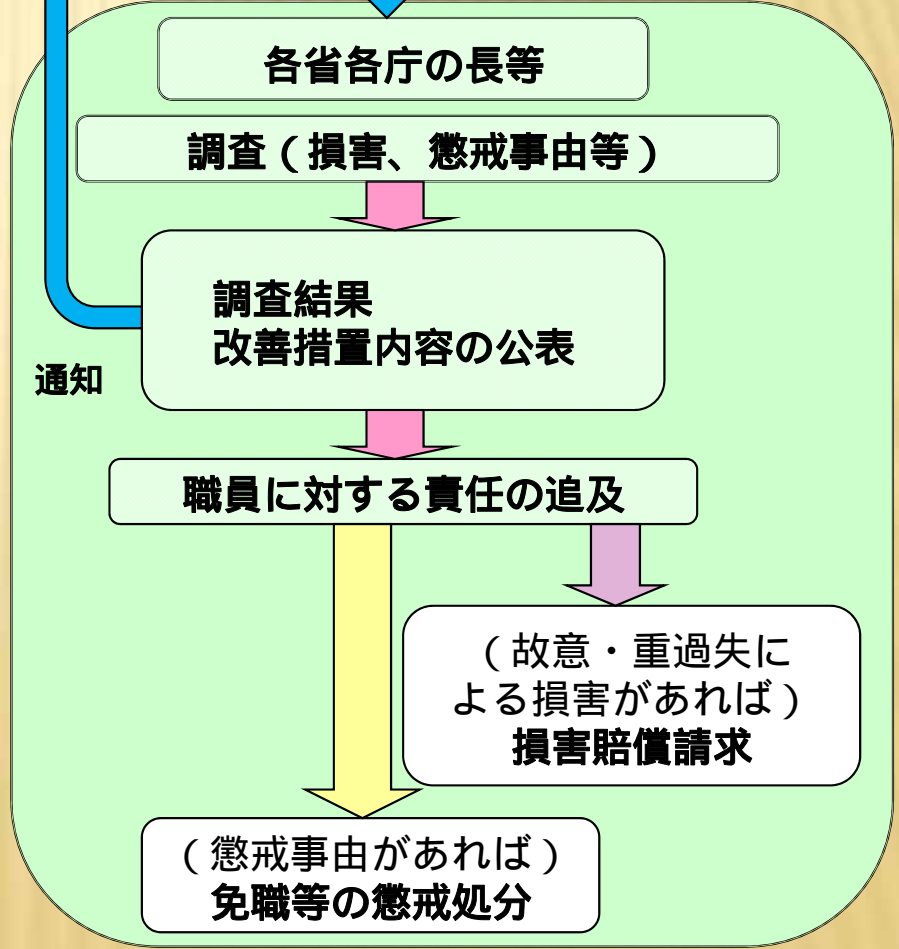 各省各庁の長等
調査（損害、懲戒事由等）
調査結果
改善措置内容の公表
通知
職員に対する責任の追及
（故意・重過失に
よる損害があれば）
損害賠償請求
（懲戒事由があれば）
免職等の懲戒処分